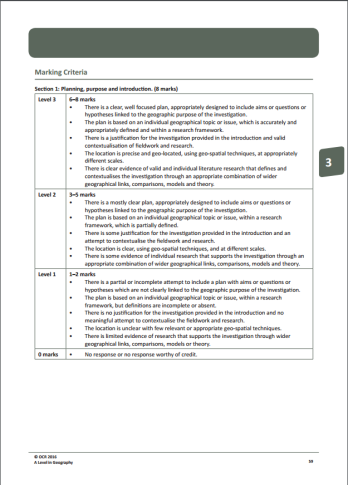 Marking Criteria
Section 1: Planning, purpose and introduction. (8 marks)
Level 3 6–8 marks
• There is a clear, well focused plan, appropriately designed to include aims or questions or
hypotheses linked to the geographic purpose of the investigation.
• The plan is based on an individual geographical topic or issue, which is accurately and
appropriately defined and within a research framework.
• There is a justification for the investigation provided in the introduction and valid
contextualisation of fieldwork and research.
• The location is precise and geo-located, using geo-spatial techniques, at appropriately
different scales.
• There is clear evidence of valid and individual literature research that defines and
contextualises the investigation through an appropriate combination of wider
geographical links, comparisons, models and theory.
3
Level 2 3–5 marks
• There is a mostly clear plan, appropriately designed to include aims or questions or
hypotheses linked to the geographic purpose of the investigation.
• The plan is based on an individual geographical topic or issue, within a research
framework, which is partially defined.
• There is some justification for the investigation provided in the introduction and an
attempt to contextualise the fieldwork and research.
• The location is clear, using geo-spatial techniques, and at different scales.
• There is some evidence of individual research that supports the investigation through an
appropriate combination of wider geographical links, comparisons, models and theory.
Level 1 1–2 marks
• There is a partial or incomplete attempt to include a plan with aims or questions or
hypotheses which are not clearly linked to the geographic purpose of the investigation.
• The plan is based on an individual geographical topic or issue, within a research
framework, but definitions are incomplete or absent.
• There is no justification for the investigation provided in the introduction and no
meaningful attempt to contextualise the fieldwork and research.
• The location is unclear with few relevant or appropriate geo-spatial techniques.
• There is limited evidence of research that supports the investigation through wider
geographical links, comparisons, models or theory.
0 marks • No response or no response worthy of credit.
© OCR 2016
A Level in Geography